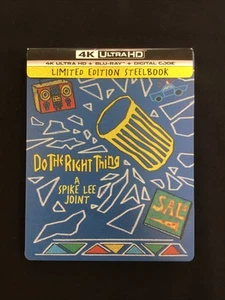 4K ULTRA HD
4K ULTRA HD + BLU-RAY + DIGITAL CODE
LIMITED EDITION STEELBOOK
DO THE RIGHT THING
A
SPIKE LEE
JOINT
SAL'S